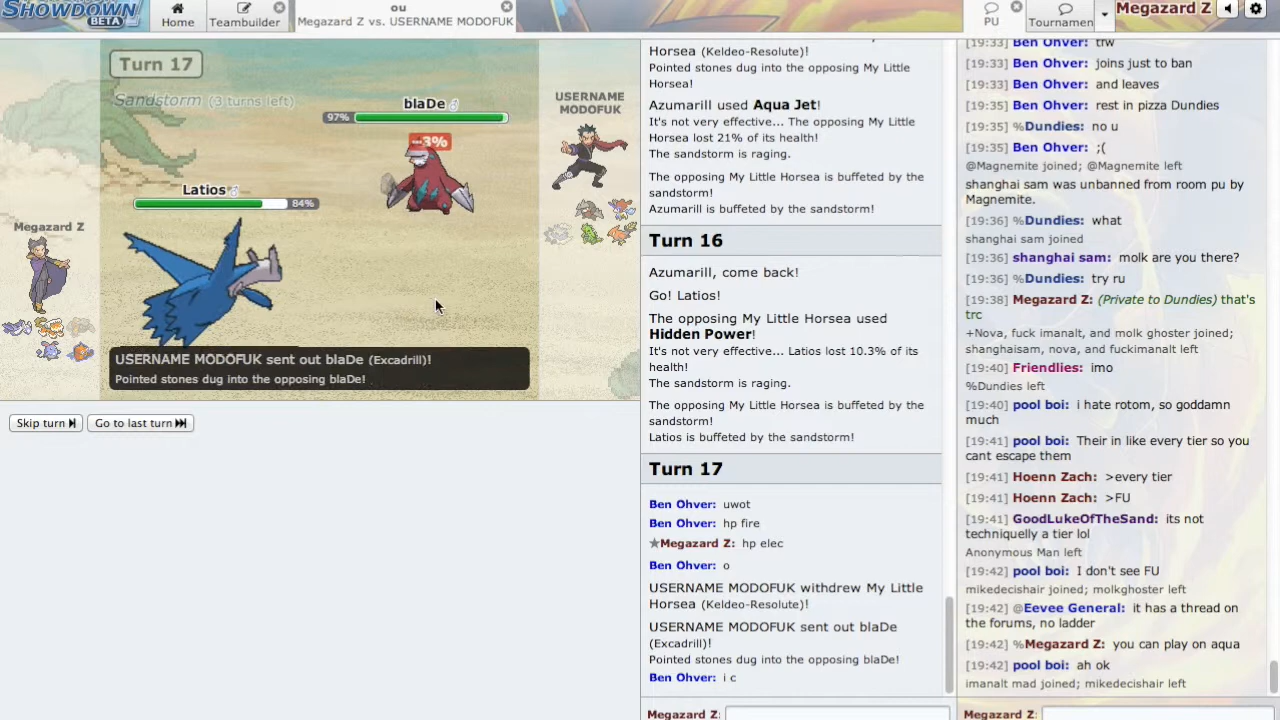 SHOWDOWN
BETA
Home
Teambuilder
ou
Megazard Z vs. USERNAME MODOFUK
PU
Tournamen
Megazard Z
Turn 17
Sandstorm (3 turns left)
blaDe ♂
97%
3%
Latios ♂
84%
Megazard Z
USERNAME
MODOFUK
USERNAME MODOFUK sent out blaDe (Excadrill)!
Pointed stones dug into the opposing blaDe!
Skip turn
Go to last turn
Horsea (Keldeo-Resolute)!
Pointed stones dug into the opposing My Little
Horsea!
Azumarill used Aqua Jet!
It's not very effective... The opposing My Little
Horsea lost 21% of its health!
The sandstorm is raging.
The opposing My Little Horsea is buffeted by the
sandstorm!
Azumarill is buffeted by the sandstorm!
Turn 16
Azumarill, come back!
Go! Latios!
The opposing My Little Horsea used
Hidden Power!
It's not very effective... Latios lost 10.3% of its
health!
The sandstorm is raging.
The opposing My Little Horsea is buffeted by the
sandstorm!
Latios is buffeted by the sandstorm!
Turn 17
Ben Ohver: uwot
Ben Ohver: hp fire
★Megazard Z: hp elec
Ben Ohver: o
USERNAME MODOFUK withdrew My Little
Horsea (Keldeo-Resolute)!
USERNAME MODOFUK sent out blaDe
(Excadrill)!
Pointed stones dug into the opposing blaDe!
Ben Ohver: i c
Megazard Z:
[19:33] Ben Ohver: trw
[19:33] Ben Ohver: joins just to ban
[19:33] Ben Ohver: and leaves
[19:35] Ben Ohver: rest in pizza Dundies
[19:35] %Dundies: no u
[19:35] Ben Ohver: ;(
@Magnemite joined; @Magnemite left
shanghai sam was unbanned from room pu by
Magnemite.
[19:36] %Dundies: what
shanghai sam joined
[19:36] shanghai sam: molk are you there?
[19:36] %Dundies: try ru
[19:38] Megazard Z: (Private to Dundies) that's
trc
+Nova, fuck imanalt, and molk ghoster joined;
shanghaisam, nova, and fuckimanalt left
[19:40] Friendlies: imo
%Dundies left
[19:40] pool boi: i hate rotom, so goddamn
much
[19:41] pool boi: Their in like every tier so you
cant escape them
[19:41] Hoenn Zach: >every tier
[19:41] Hoenn Zach: >FU
[19:41] GoodLukeOfTheSand: its not
techniquelly a tier lol
Anonymous Man left
[19:42] pool boi: I don't see FU
mikedecishair joined; molkghoster left
[19:42] @Eevee General: it has a thread on
the forums, no ladder
[19:42] %Megazard Z: you can play on aqua
[19:42] pool boi: ah ok
imanalt mad joined; mikedecishair left
Megazard Z: